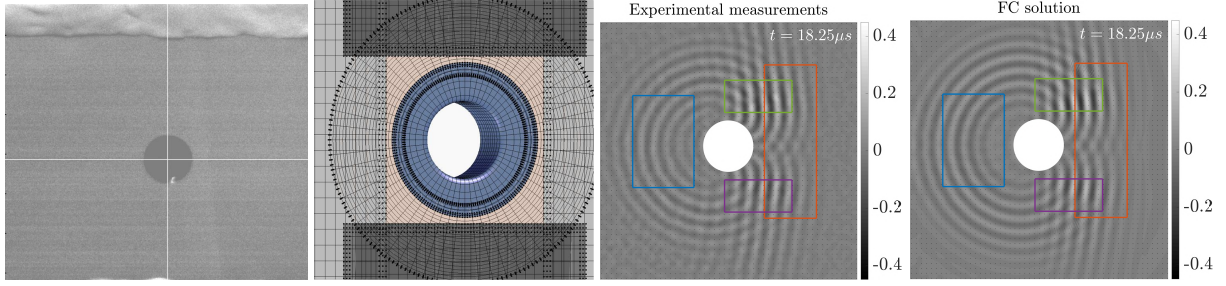 Experimental measurements
t = 18.25μs
0.4
0.2
0
-0.2
-0.4
FC solution
t = 18.25μs
0.4
0.2
0
-0.2
-0.4